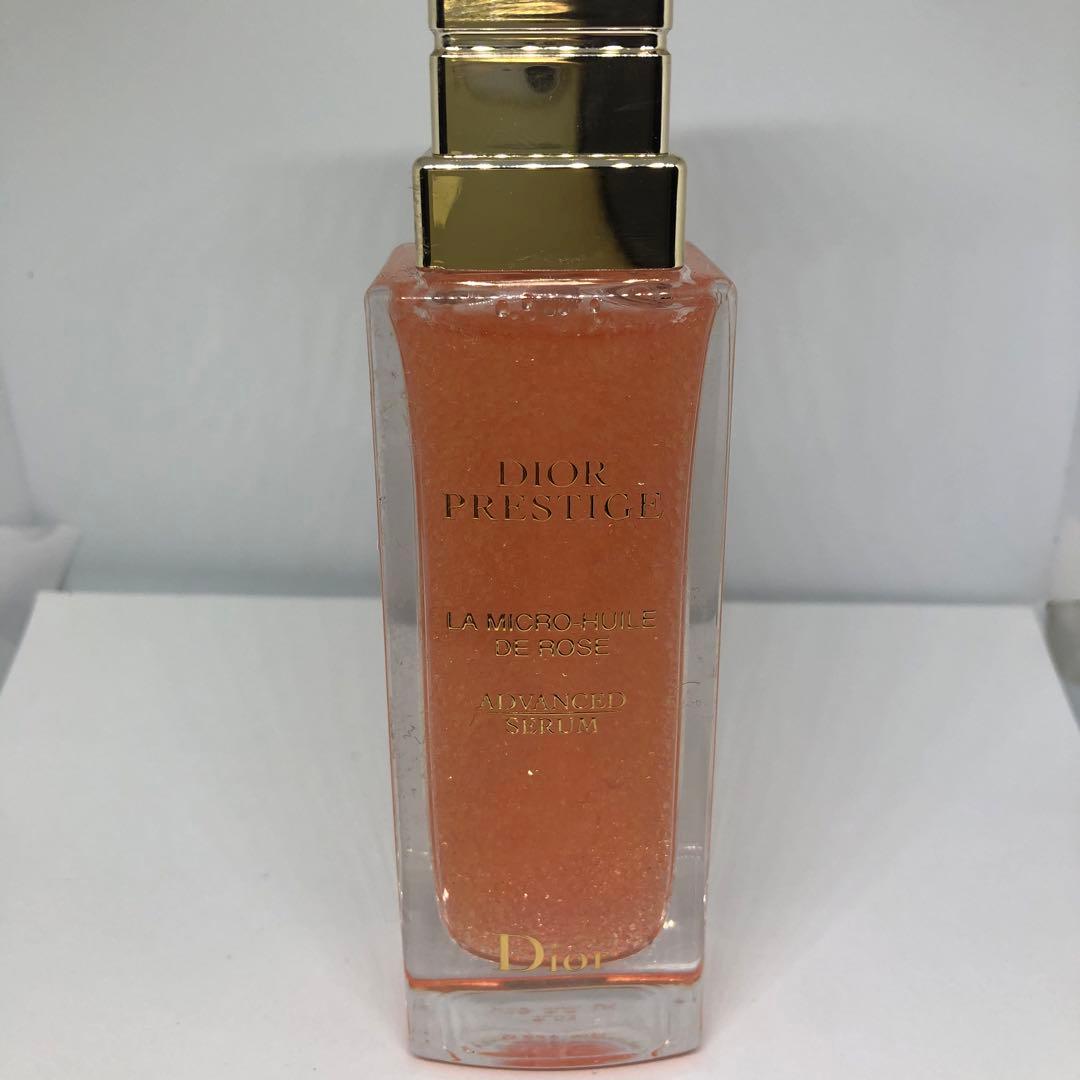 DIOR
PRESTIGE
LA MICRO-HUILE
DE ROSE
ADVANCED
SERUM
Dior